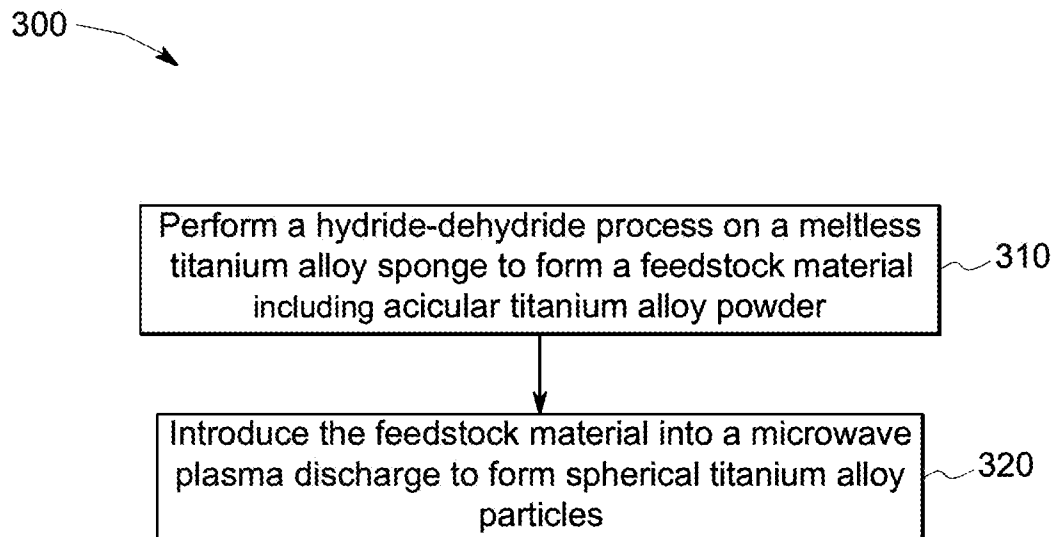 300
Perform a hydride-dehydride process on a meltless
titanium alloy sponge to form a feedstock material
including acicular titanium alloy powder
310
Introduce the feedstock material into a microwave
plasma discharge to form spherical titanium alloy
particles
320